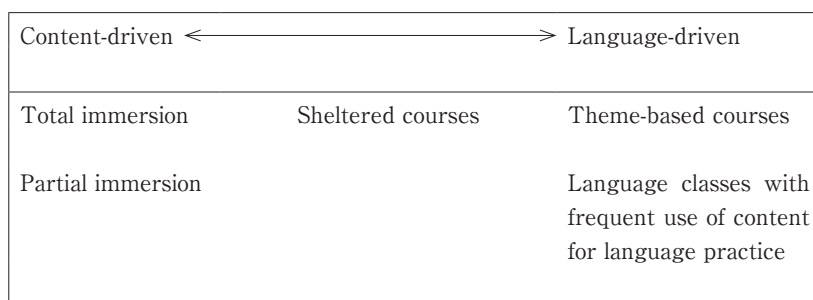 Content-driven Language-driven
Total immersion Sheltered courses Theme-based courses
Partial immersion Language classes with
frequent use of content
for language practice